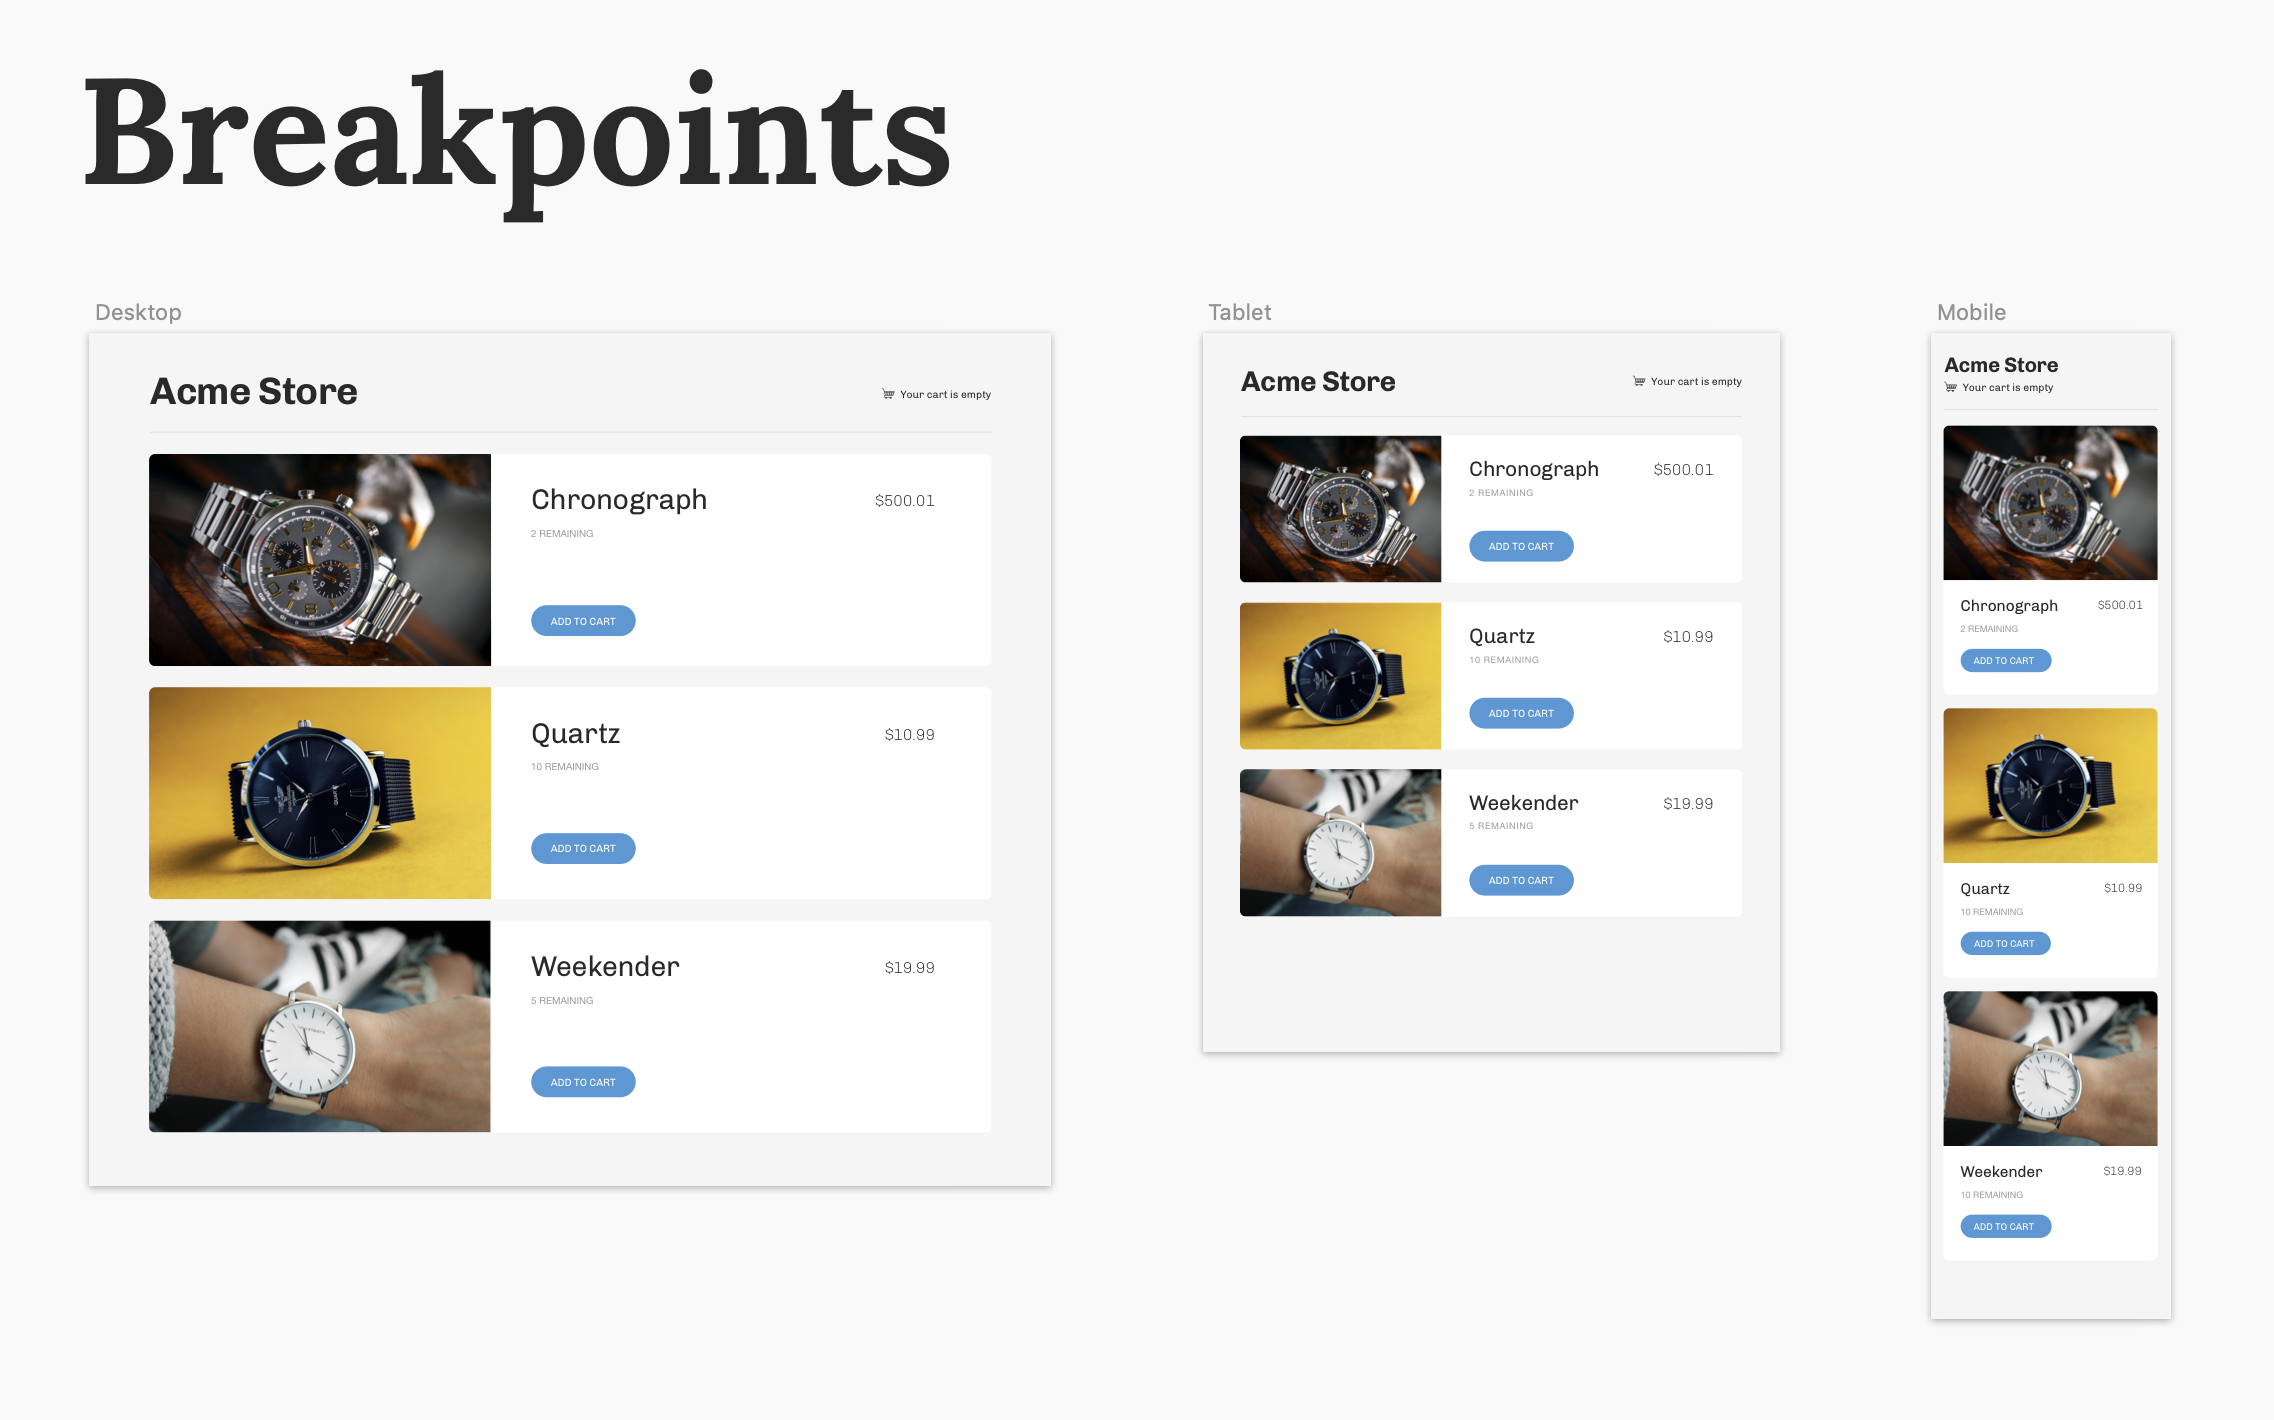 Breakpoints
Desktop
Acme Store
Your cart is empty
Chronograph
$500.01
2 REMAINING
ADD TO CART
Quartz
$10.99
10 REMAINING
ADD TO CART
Weekender
$19.99
5 REMAINING
ADD TO CART
Tablet
Acme Store
Your cart is empty
Chronograph
$500.01
2 REMAINING
ADD TO CART
Quartz
$10.99
10 REMAINING
ADD TO CART
Weekender
$19.99
5 REMAINING
ADD TO CART
Mobile
Acme Store
Your cart is empty
Chronograph
$500.01
2 REMAINING
ADD TO CART
Quartz
$10.99
10 REMAINING
ADD TO CART
Weekender
$19.99
10 REMAINING
ADD TO CART